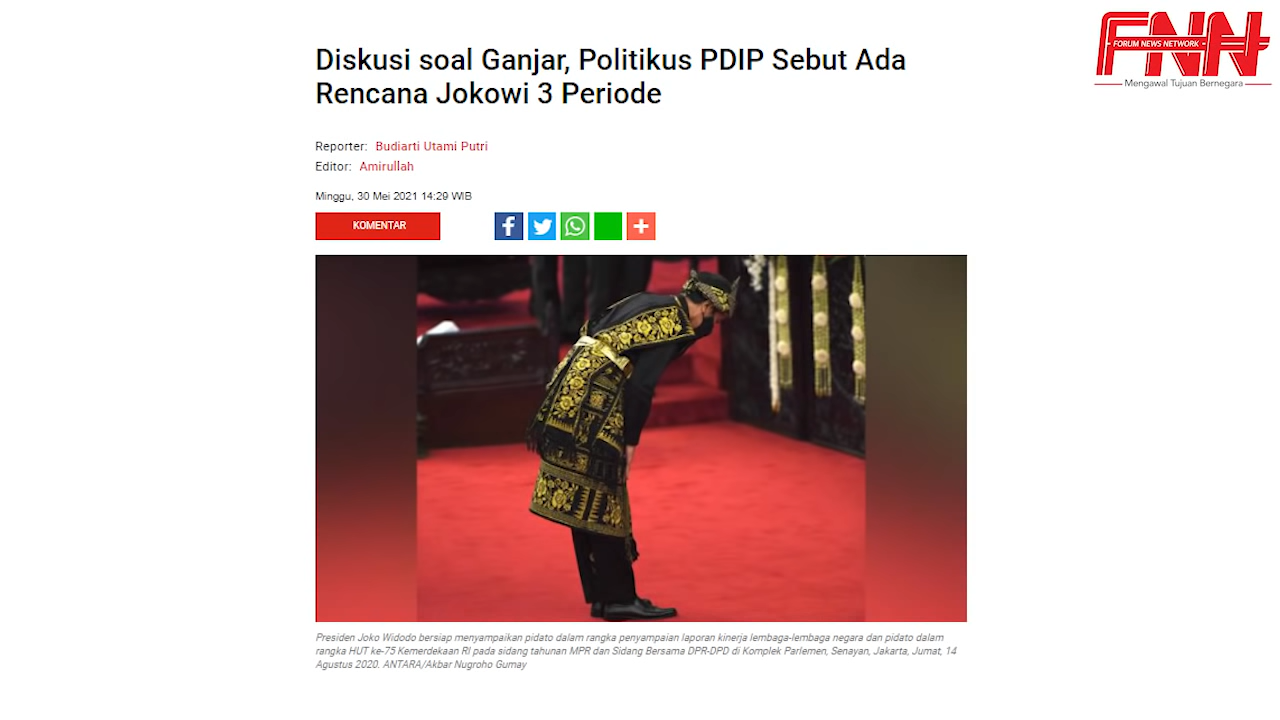 FNN
FORUM NEWS NETWORK
Mengawal Tujuan Bernegara
Diskusi soal Ganjar, Politikus PDIP Sebut Ada
Rencana Jokowi 3 Periode
Reporter: Budiarti Utami Putri
Editor: Amirullah
Minggu, 30 Mei 2021 14:29 WIB
KOMENTAR
Presiden Joko Widodo bersiap menyampaikan pidato dalam rangka penyampaian laporan kinerja lembaga-lembaga negara dan pidato dalam
rangka HUT ke-75 Kemerdekaan RI pada sidang tahunan MPR dan Sidang Bersama DPR-DPD di Komplek Parlemen, Senayan, Jakarta, Jumat, 14
Agustus 2020. ANTARA/Akbar Nugroho Gumay